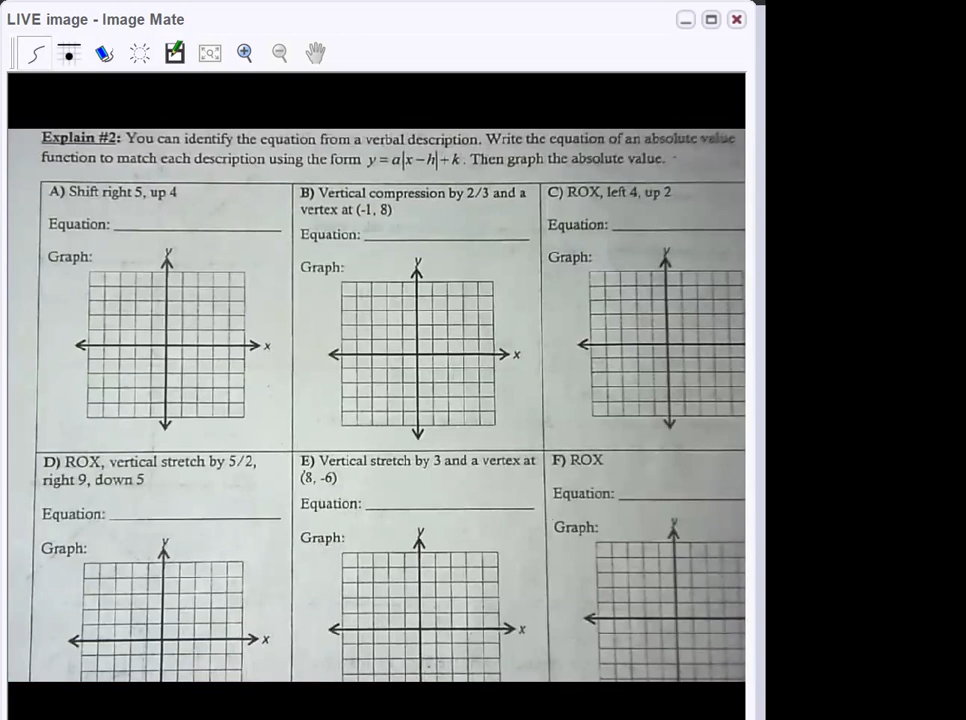 LIVE image - Image Mate
Explain #2: You can identify the equation from a verbal description. Write the equation of an absolute value
function to match each description using the form y = a|x − h| + k. Then graph the absolute value.
A) Shift right 5, up 4
Equation:
Graph:
y
x
B) Vertical compression by 2/3 and a
vertex at (-1, 8)
Equation:
Graph:
y
x
C) ROX, left 4, up 2
Equation:
Graph:
y
D) ROX, vertical stretch by 5/2,
right 9, down 5
Equation:
Graph:
y
x
E) Vertical stretch by 3 and a vertex at
(8, -6)
Equation:
Graph:
y
x
F) ROX
Equation:
Graph:
y